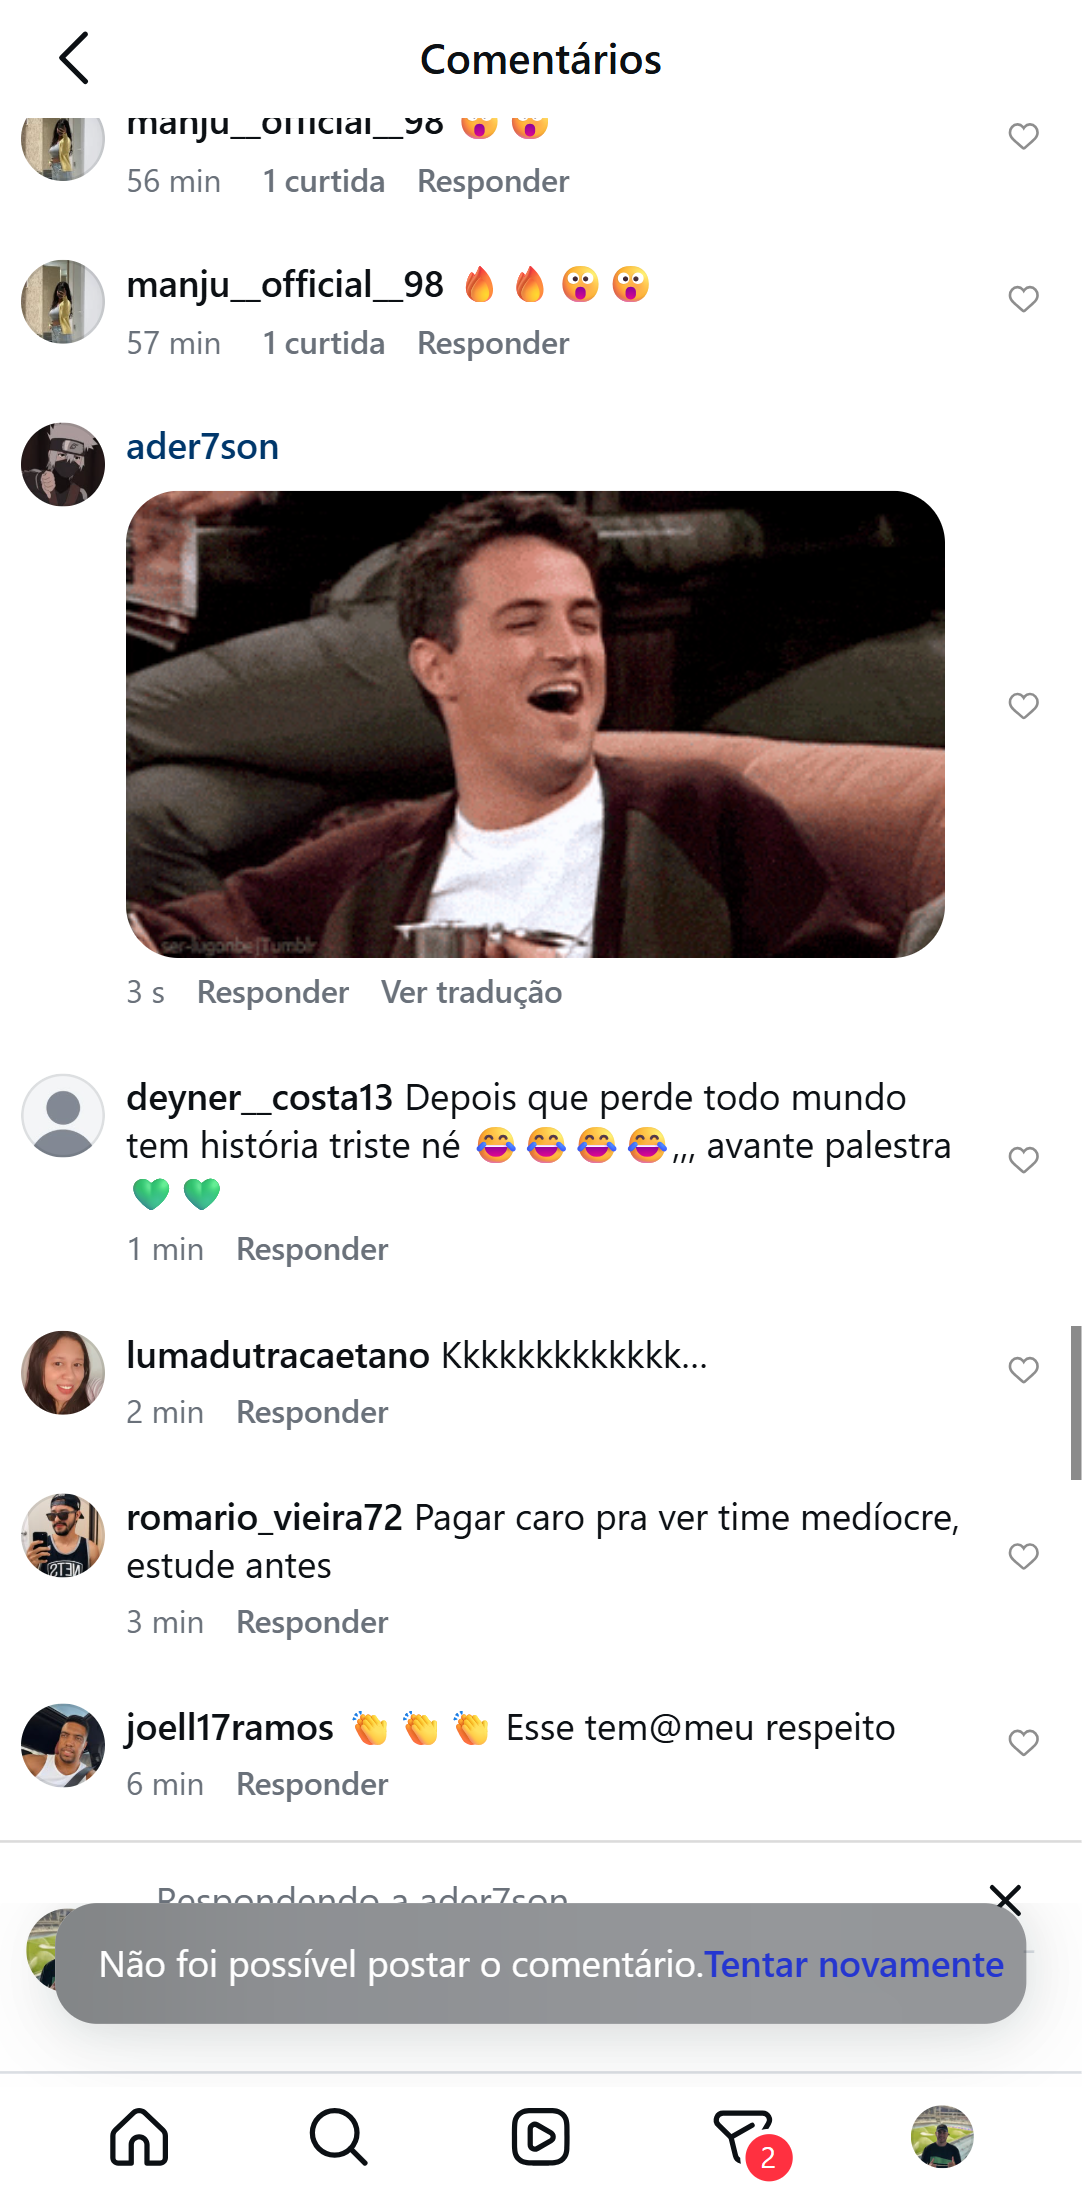 Comentários
manju__official__98 😲 😲
56 min 1 curtida Responder
manju__official__98 🔥 🔥 😲 😲
57 min 1 curtida Responder
ader7son
3 s Responder Ver tradução
deyner__costa13 Depois que perde todo mundo
tem história triste né 😂 😂 😂 😂,,, avante palestra
💚 💚
1 min Responder
lumadutracaetano Kkkkkkkkkkkkk...
2 min Responder
romario_vieira72 Pagar caro pra ver time medíocre,
estude antes
3 min Responder
joell17ramos 👏 👏 👏 Esse tem@meu respeito
6 min Responder
Respondendo a ader7son
Não foi possível postar o comentário.Tentar novamente
2